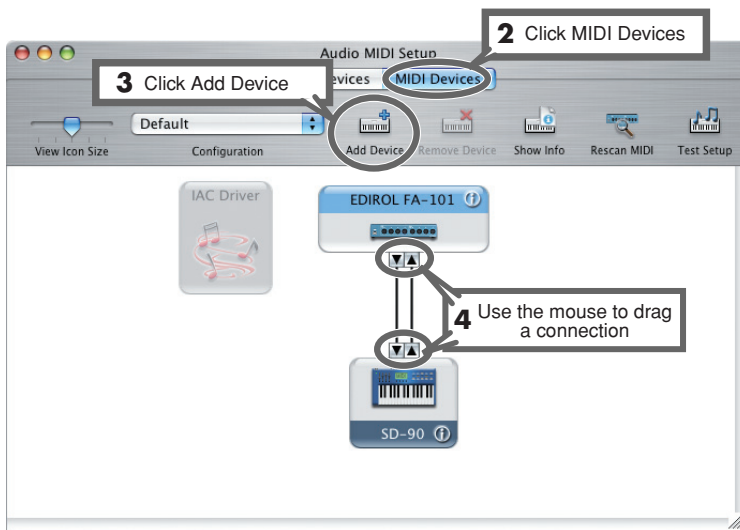 2 Click MIDI Devices
Audio MIDI Setup
3 Click Add Device
evices MIDI Devices
Default
View Icon Size Configuration Add Device Remove Device Show Info Rescan MIDI Test Setup
IAC Driver EDIROL FA-101
4 Use the mouse to drag
a connection
SD-90